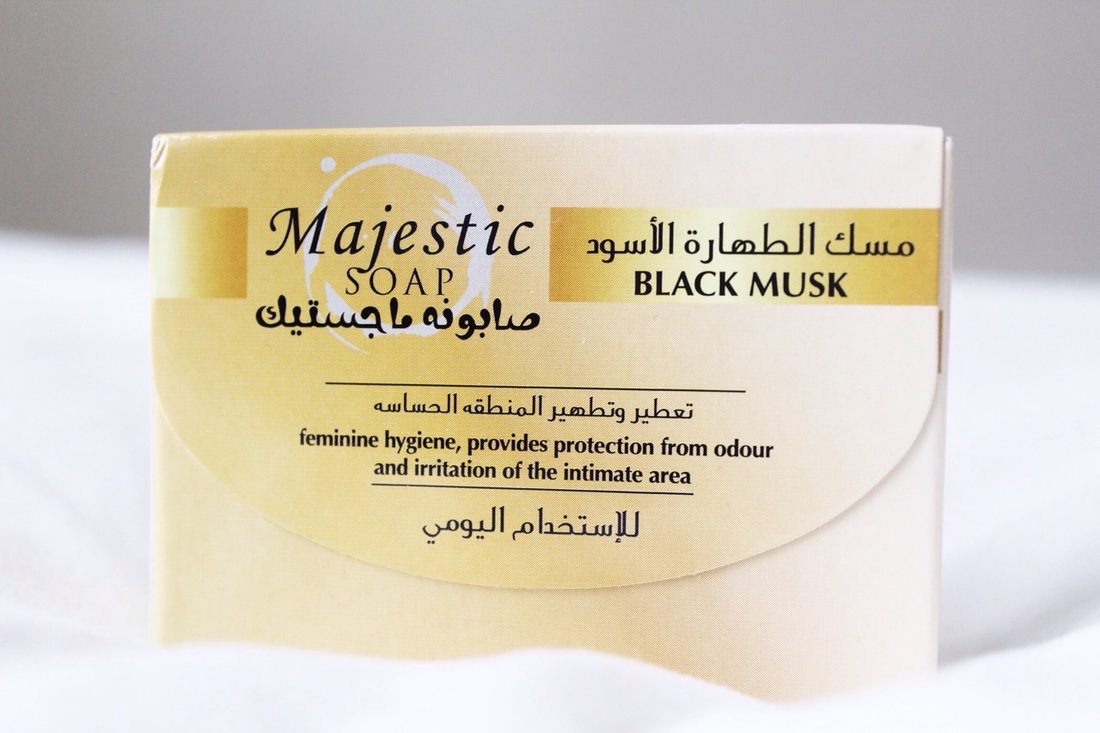 Majestic
SOAP
صابونه ماجستيك
مسك الطهارة الأسود
BLACK MUSK
تعطير وتطهير المنطقه الحساسه
feminine hygiene, provides protection from odour
and irritation of the intimate area
للإستخدام اليومي